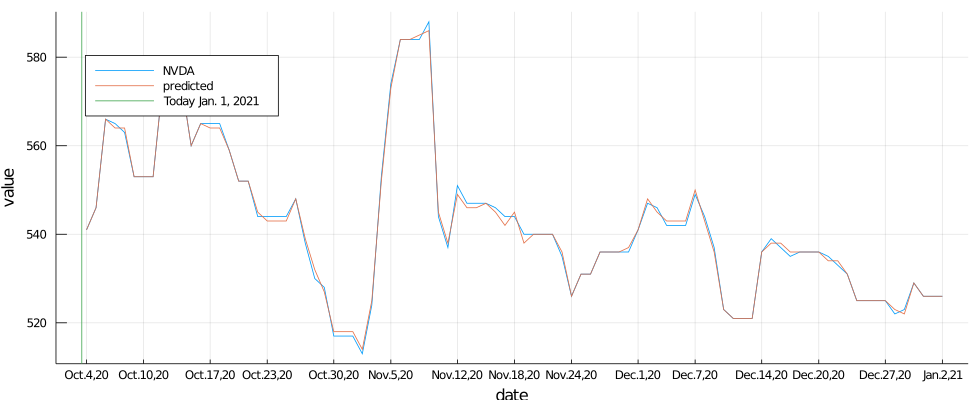 580
560
540
520
value
NVDA
predicted
Today Jan. 1, 2021
Oct.4,20 Oct.10,20 Oct.17,20 Oct.23,20 Oct.30,20 Nov.5,20 Nov.12,20 Nov.18,20 Nov.24,20 Dec.1,20 Dec.7,20 Dec.14,20 Dec.20,20 Dec.27,20 Jan.2,21
date